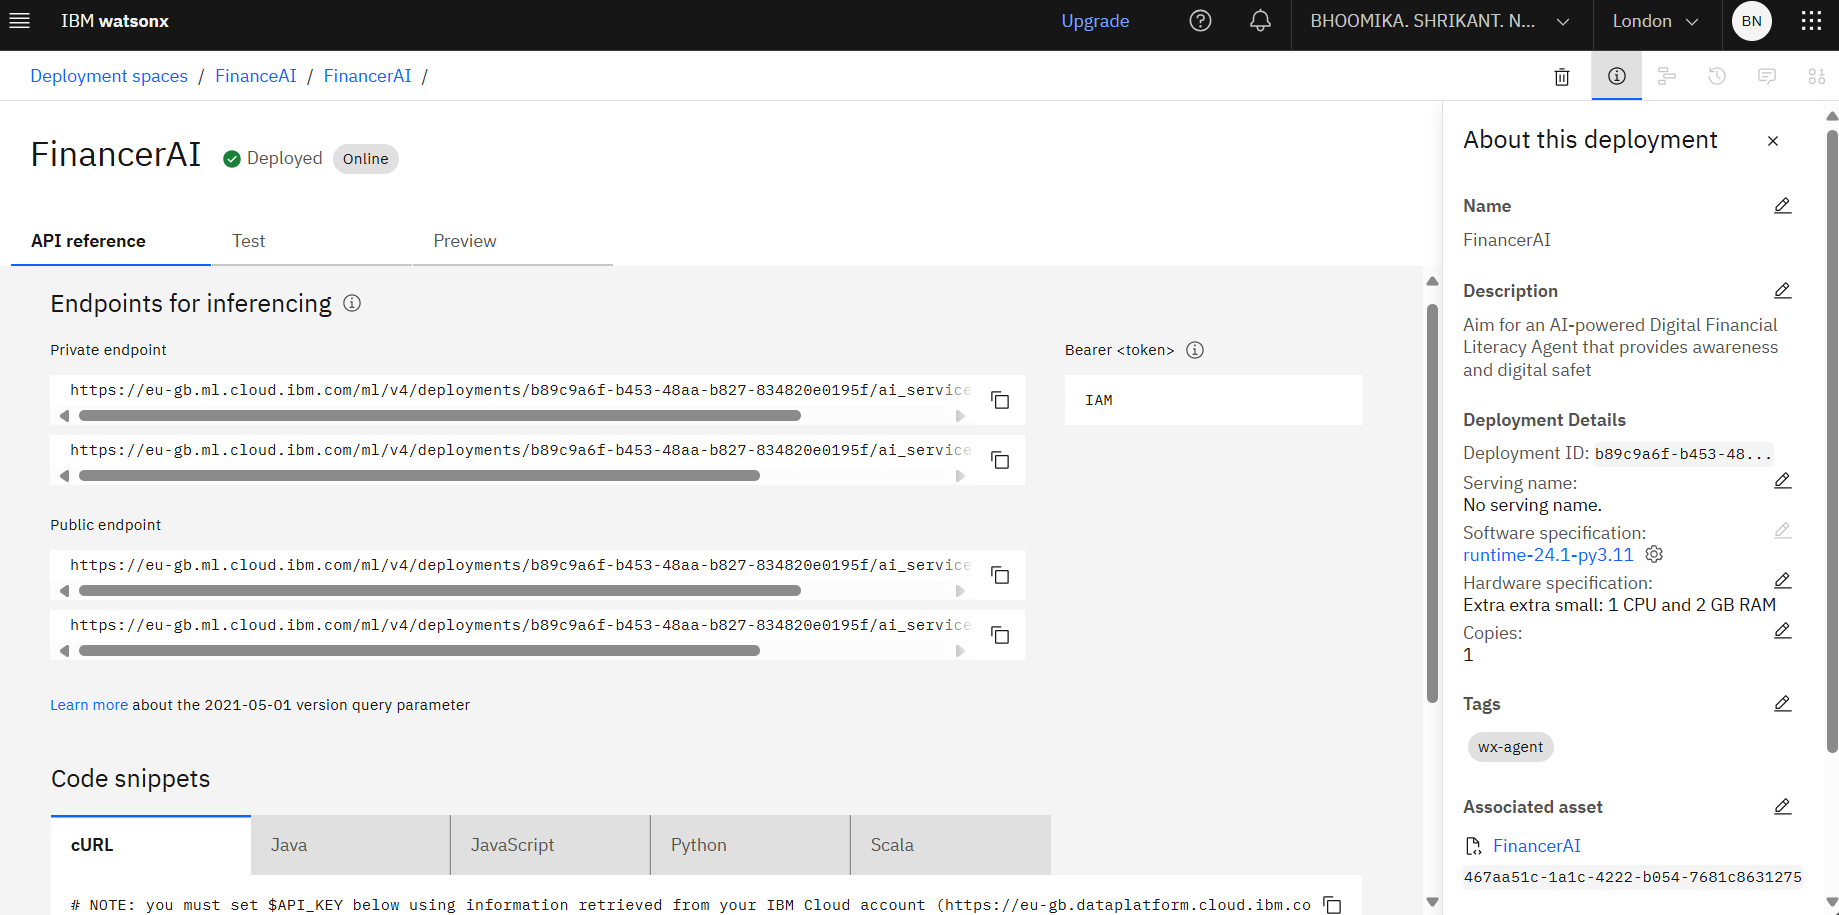 IBM watsonx
Upgrade
BHOOMIKA. SHRIKANT. N...
London
BN
Deployment spaces / FinanceAI / FinancerAI /
FinancerAI
Deployed
Online
API reference
Test
Preview
Endpoints for inferencing
Private endpoint
https://eu-gb.ml.cloud.ibm.com/ml/v4/deployments/b89c9a6f-b453-48aa-b827-834820e0195f/ai_service
https://eu-gb.ml.cloud.ibm.com/ml/v4/deployments/b89c9a6f-b453-48aa-b827-834820e0195f/ai_service
Bearer <token>
IAM
Public endpoint
https://eu-gb.ml.cloud.ibm.com/ml/v4/deployments/b89c9a6f-b453-48aa-b827-834820e0195f/ai_service
https://eu-gb.ml.cloud.ibm.com/ml/v4/deployments/b89c9a6f-b453-48aa-b827-834820e0195f/ai_service
Learn more about the 2021-05-01 version query parameter
Code snippets
cURL
Java
JavaScript
Python
Scala
# NOTE: you must set $API_KEY below using information retrieved from your IBM Cloud account (https://eu-gb.dataplatform.cloud.ibm.co
About this deployment
Name
FinancerAI
Description
Aim for an AI-powered Digital Financial
Literacy Agent that provides awareness
and digital safet
Deployment Details
Deployment ID: b89c9a6f-b453-48...
Serving name:
No serving name.
Software specification:
runtime-24.1-py3.11
Hardware specification:
Extra extra small: 1 CPU and 2 GB RAM
Copies:
1
Tags
wx-agent
Associated asset
FinancerAI
467aa51c-1a1c-4222-b054-7681c8631275